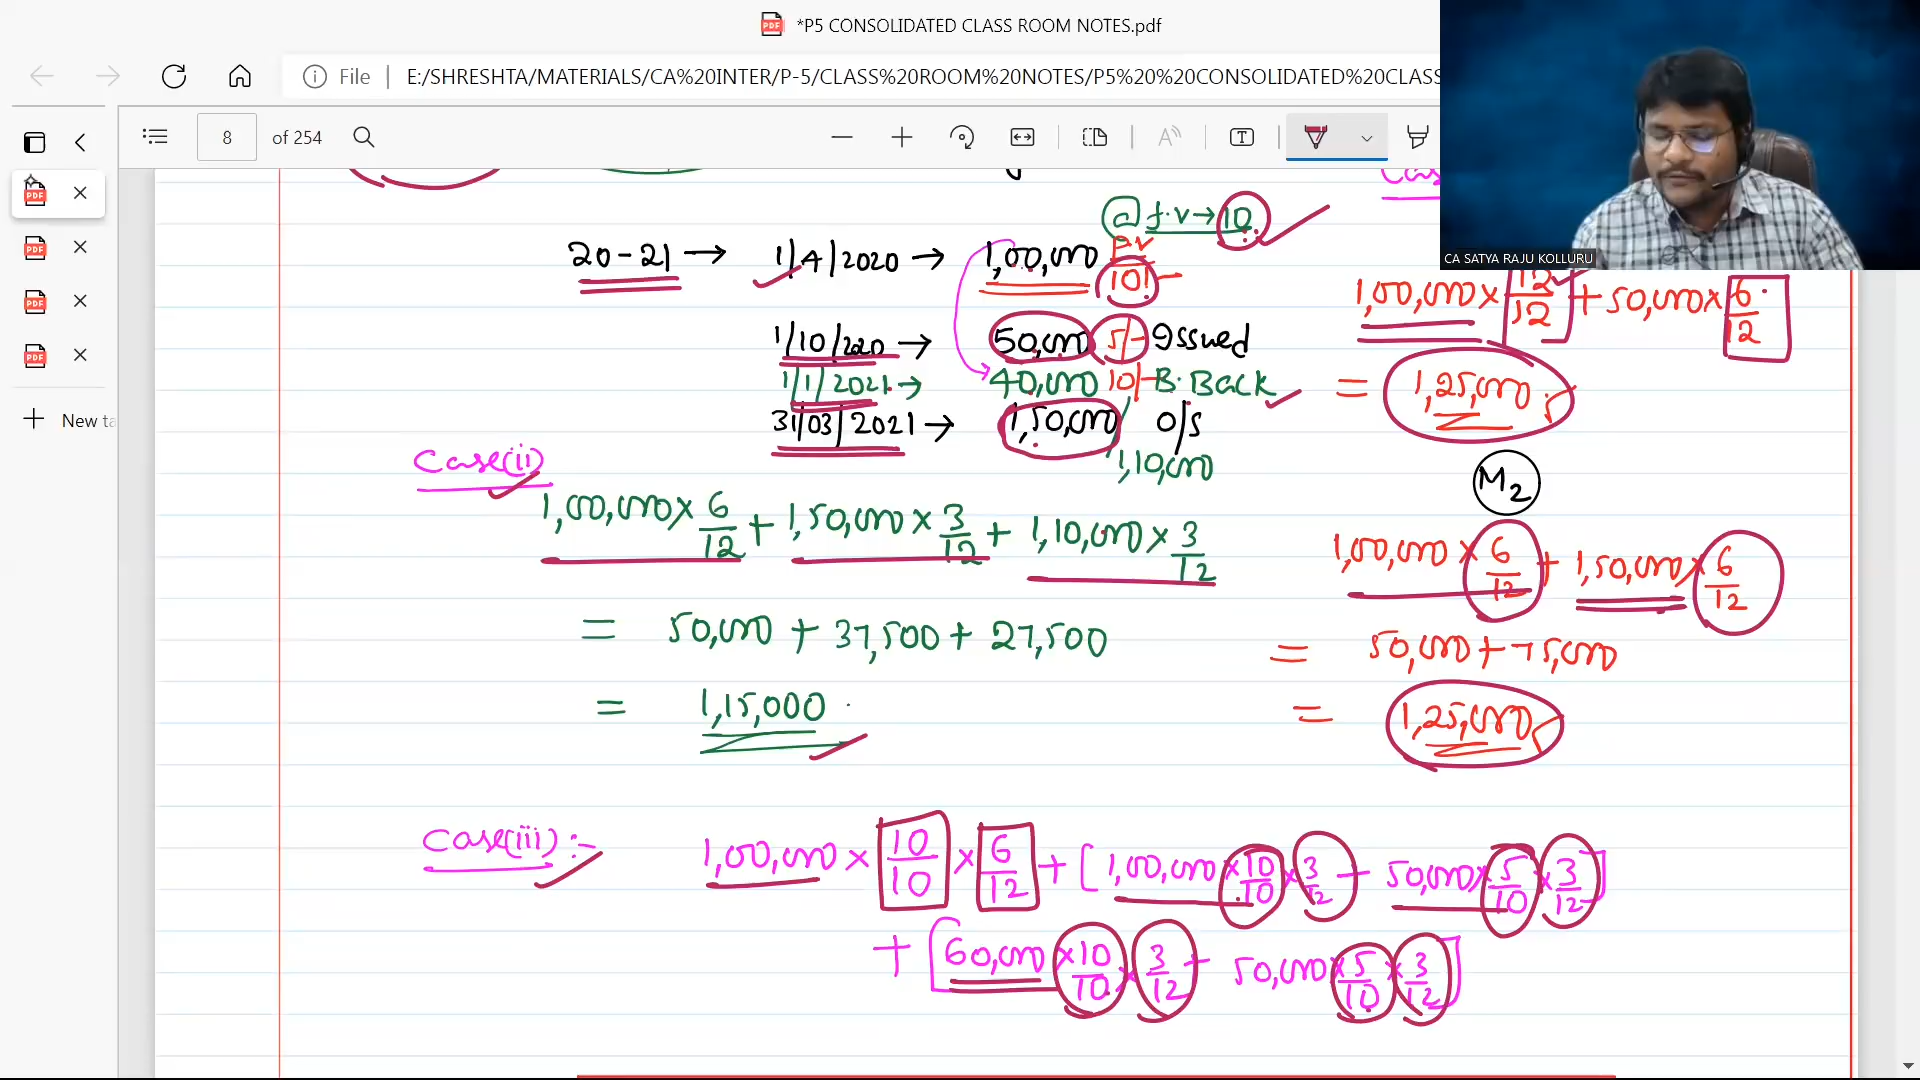 *P5 CONSOLIDATED CLASS ROOM NOTES.pdf
File E:/SHRESHTA/MATERIALS/CA%20INTER/P-5/CLASS%20ROOM%20NOTES/P5%20%20CONSOLIDATED%20CLASS
8 of 254
New ta
CA SATYA RAJU KOLLURU
@ f.v→10
20-21 → 1/4/2020 → 1,00,000 P.V 10/-
1/10/2020 → 50,000 5/- Issued
1/1/2021 → 40,000 10/- B.Back
31/03/2021 → 1,50,000 O/S
1,10,000
1,00,000 × 12/12 + 50,000 × 6/12
= 1,25,000
Case(ii)
1,00,000 × 6/12 + 1,50,000 × 3/12 + 1,10,000 × 3/12
= 50,000 + 37,500 + 27,500
= 1,15,000
M2
1,00,000 × 6/12 + 1,50,000 × 6/12
= 50,000 + 75,000
= 1,25,000
Case(iii):- 1,00,000 × 10/10 × 6/12 + [1,00,000 × 10/10 × 3/12 + 50,000 × 5/10 × 3/12]
+ [60,000 × 10/10 × 3/12 + 50,000 × 5/10 × 3/12]